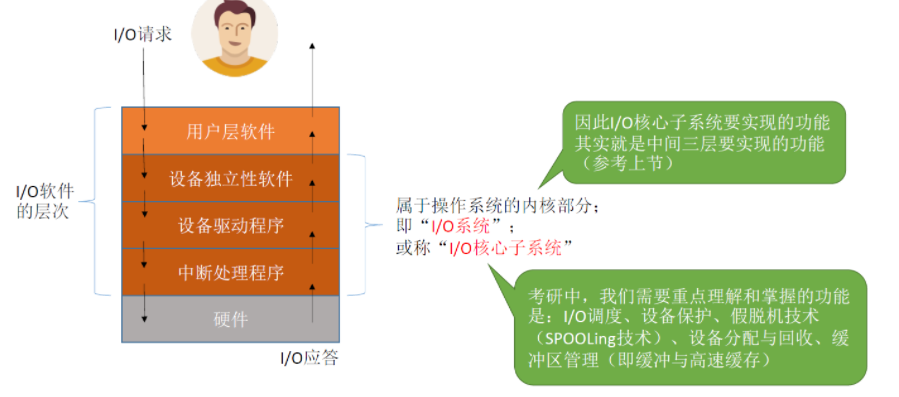 I/O请求
用户层软件
设备独立性软件
设备驱动程序
中断处理程序
硬件
I/O应答
I/O软件
的层次
属于操作系统的内核部分;
即“I/O系统”;
或称“I/O核心子系统”
因此I/O核心子系统要实现的功能
其实就是中间三层要实现的功能
（参考上节）
考研中，我们需要重点理解和掌握的功能
是：I/O调度、设备保护、假脱机技术
（SPOOLing技术）、设备分配与回收、缓
冲区管理（即缓冲与高速缓存）